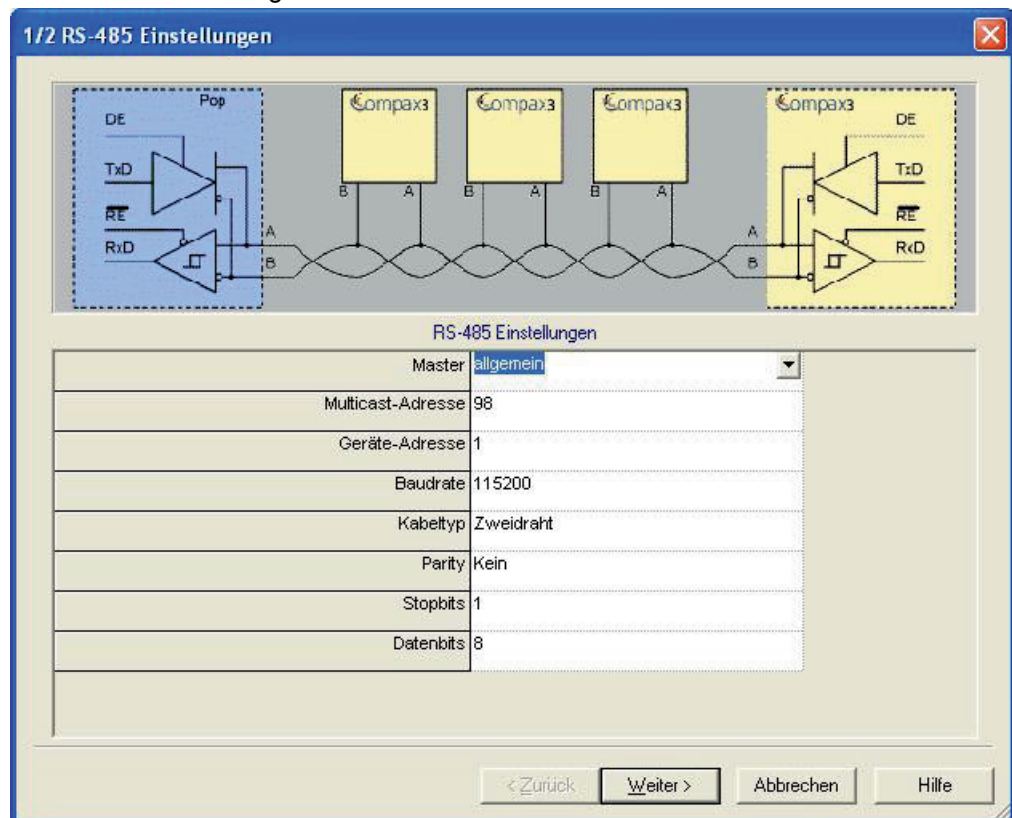 1/2 RS-485 Einstellungen
Pop Compax3 Compax3 Compax3 Compax3
DE DE
TxD TxD
B A B A B A
RE RE
A A
RxD RxD
B B
RS-485 Einstellungen
Master allgemein
Multicast-Adresse 98
Geräte-Adresse 1
Baudrate 115200
Kabeltyp Zweidraht
Parity Kein
Stopbits 1
Datenbits 8
< Zurück Weiter > Abbrechen Hilfe